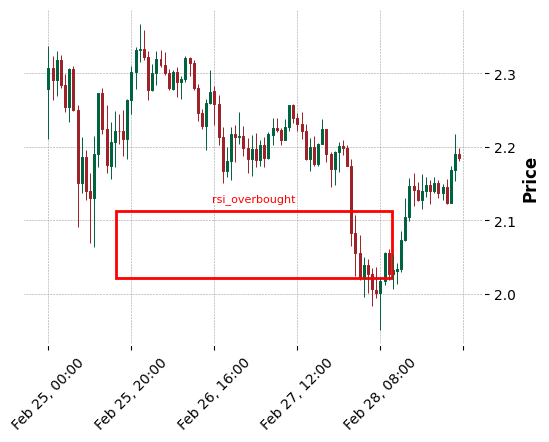 2.3
2.2
rsi_overbought
2.1
2.0
Price
Feb 25, 00:00
Feb 25, 20:00
Feb 26, 16:00
Feb 27, 12:00
Feb 28, 08:00